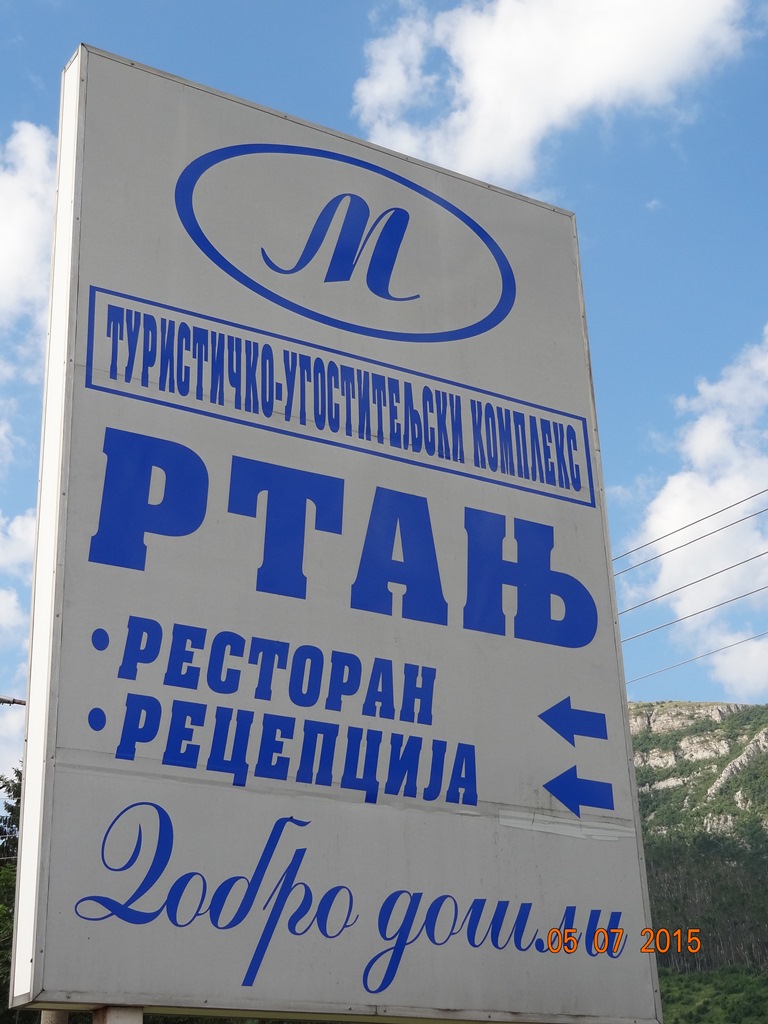 М
ТУРИСТИЧКО-УГОСТИТЕЉСКИ КОМПЛЕКС
РТАЊ
• РЕСТОРАН
• РЕЦЕПЦИЈА
Добро дошли
05 07 2015